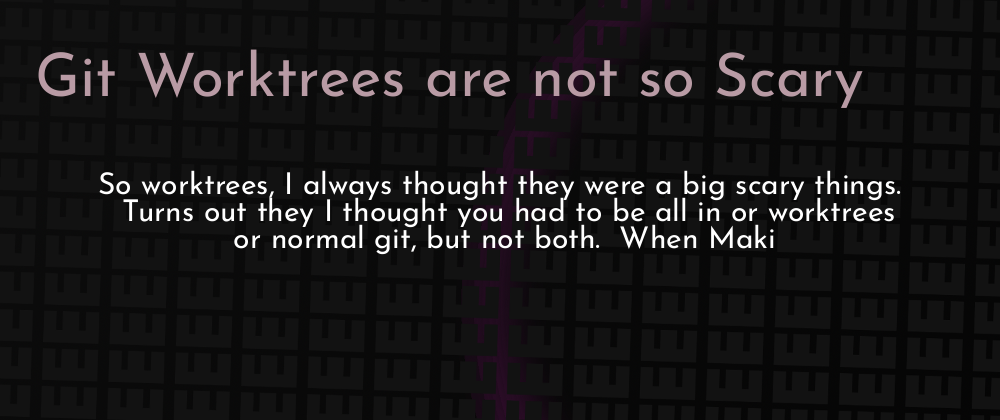 Git Worktrees are not so Scary
So worktrees, I always thought they were a big scary things.
Turns out they I thought you had to be all in or worktrees
or normal git, but not both.  When Maki